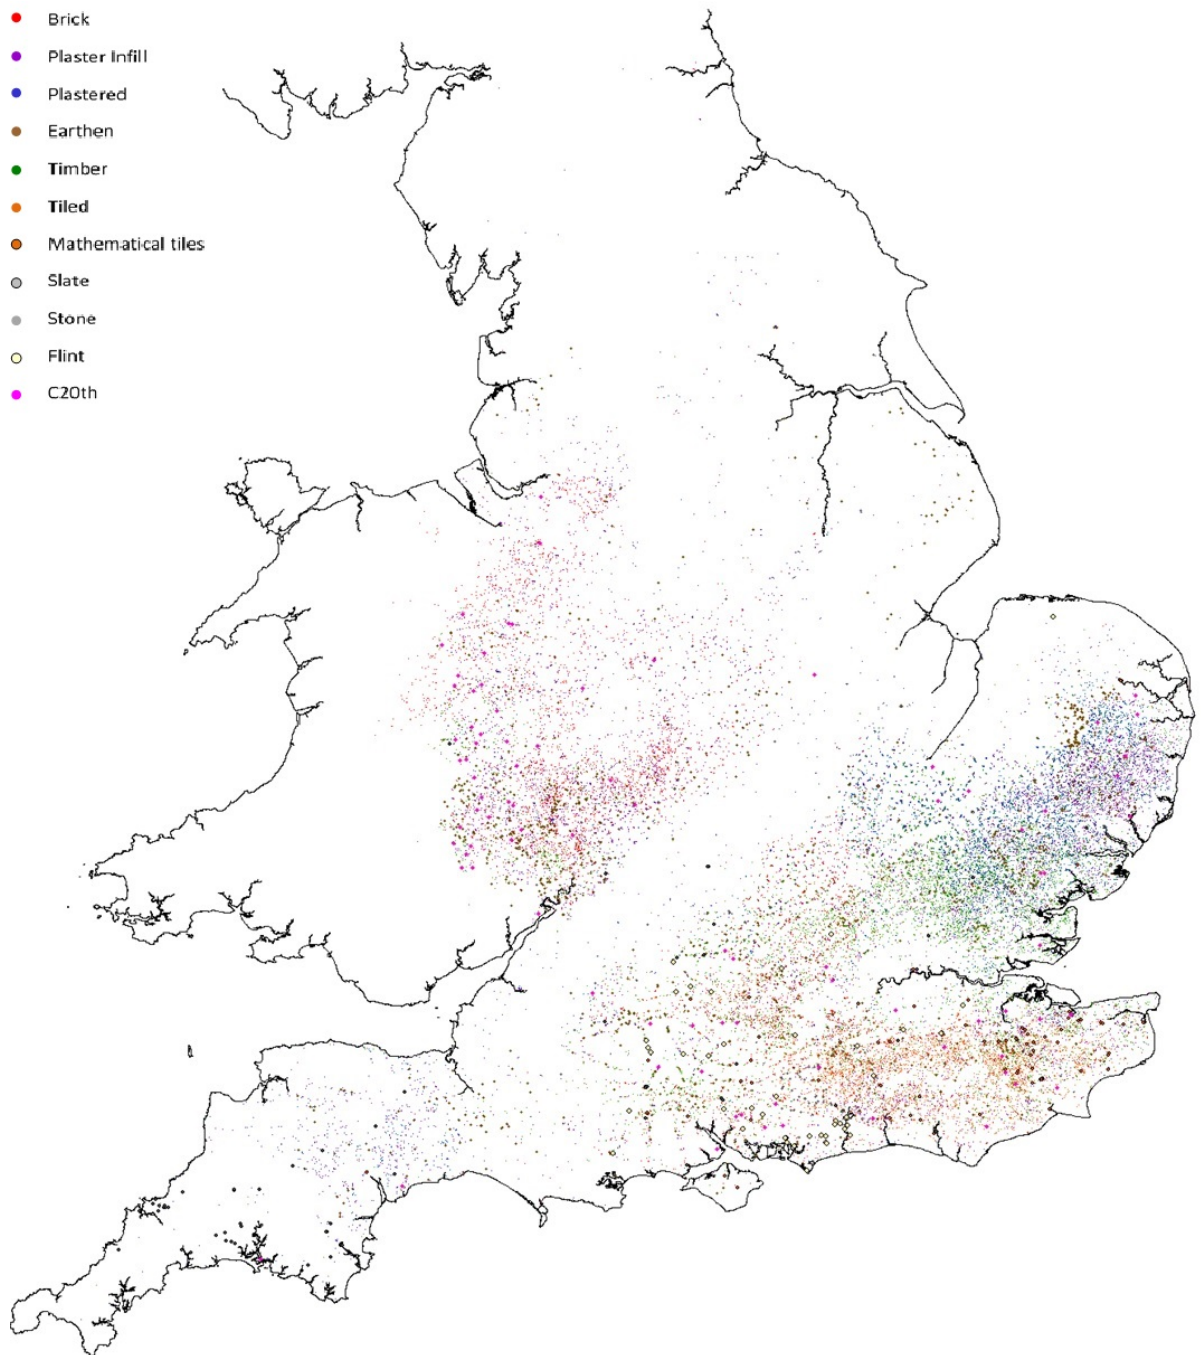 Brick
Plaster Infill
Plastered
Earthen
Timber
Tiled
Mathematical tiles
Slate
Stone
Flint
C20th